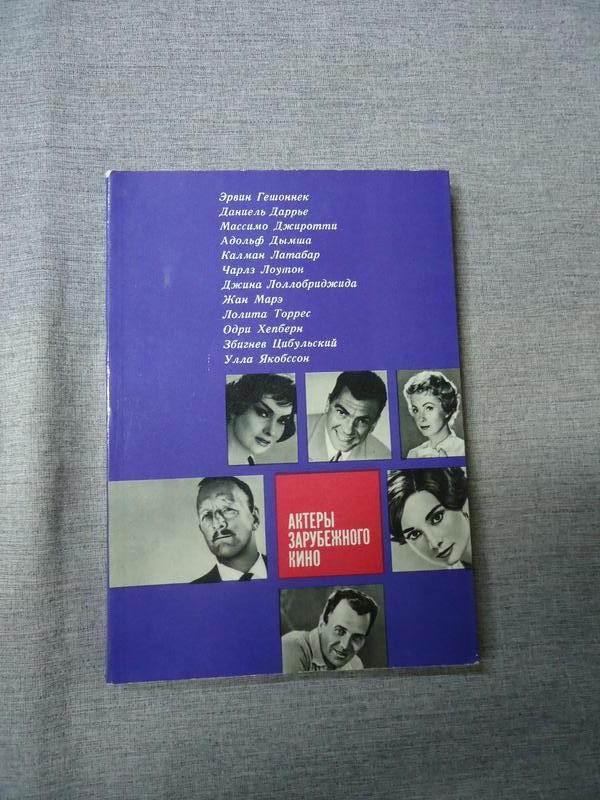 Эрвин Гешоннек
Даниель Даррье
Массимо Джиротти
Адольф Дымша
Калман Латабар
Чарлз Лоутон
Джина Лоллобриджида
Жан Марэ
Лолита Торрес
Одри Хепберн
Збигнев Цибульский
Улла Якобссон
АКТЕРЫ
ЗАРУБЕЖНОГО
КИНО